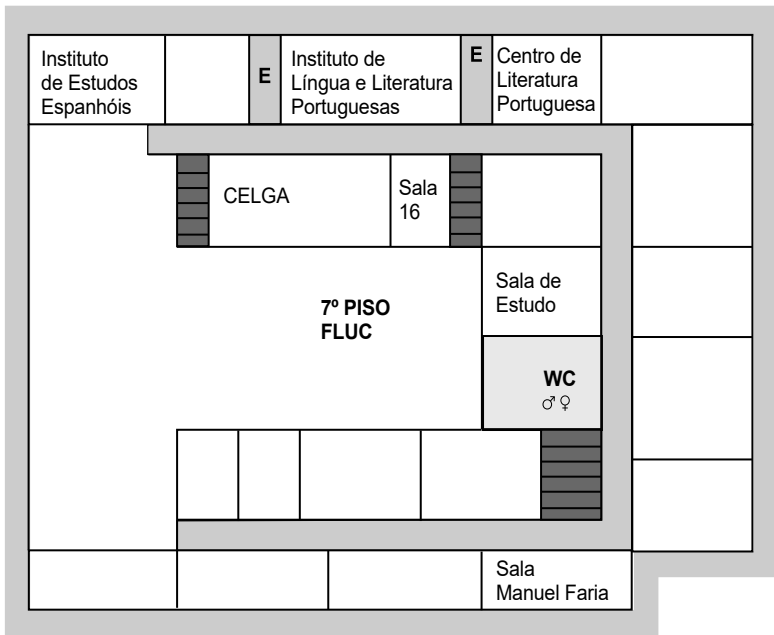 Instituto
de Estudos
Espanhóis
E
Instituto de
Língua e Literatura
Portuguesas
E
Centro de
Literatura
Portuguesa
CELGA
Sala
16
Sala de
Estudo
7º PISO
FLUC
WC
♂♀
Sala
Manuel Faria